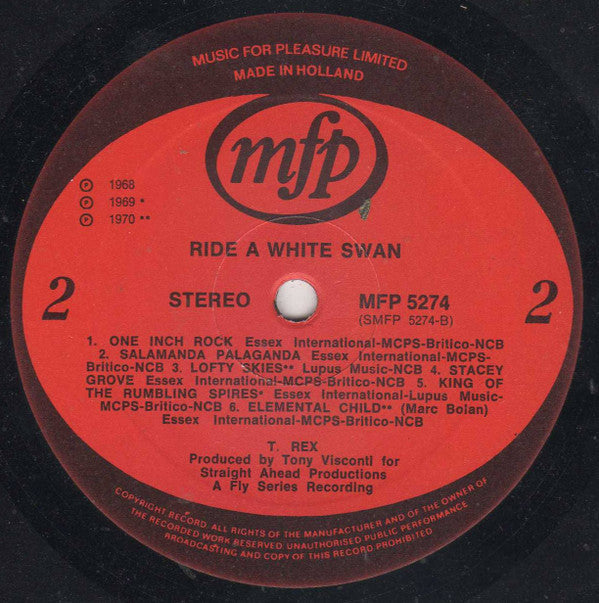 MUSIC FOR PLEASURE LIMITED
MADE IN HOLLAND
mfp
℗ 1968
℗ 1969 *
℗ 1970 **
RIDE A WHITE SWAN
2
STEREO
MFP 5274
(SMFP 5274-B)
2
1. ONE INCH ROCK Essex International-MCPS-Britico-NCB
2. SALAMANDA PALAGANDA Essex International-MCPS-
Britico-NCB 3. LOFTY SKIES** Lupus Music-NCB 4. STACEY
GROVE Essex International-MCPS-Britico-NCB 5. KING OF
THE RUMBLING SPIRES* Essex International-Lupus Music-
MCPS-Britico-NCB 6. ELEMENTAL CHILD** (Marc Bolan)
Essex International-MCPS-Britico-NCB
T. REX
Produced by Tony Visconti for
Straight Ahead Productions
A Fly Series Recording
COPYRIGHT RECORD. ALL RIGHTS OF THE MANUFACTURER AND OF THE OWNER OF
THE RECORDED WORK RESERVED. UNAUTHORISED PUBLIC PERFORMANCE
BROADCASTING AND COPY OF THIS RECORD PROHIBITED.